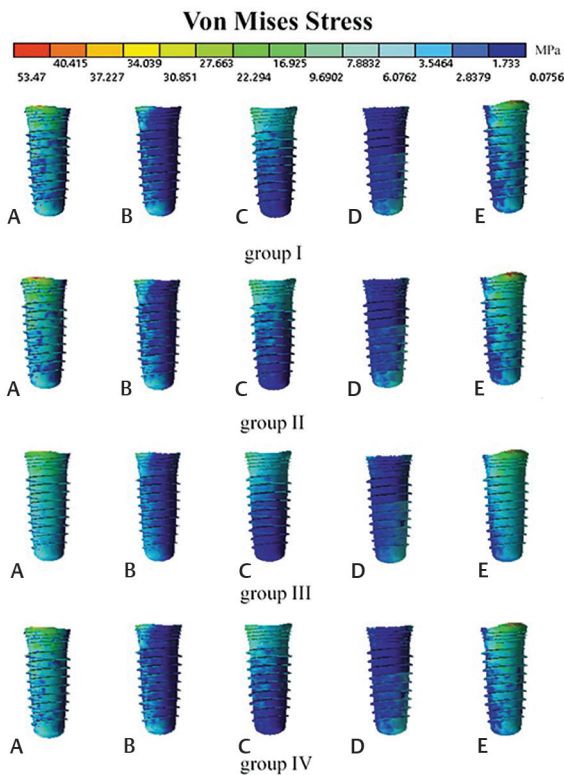 Von Mises Stress
40.415 34.039 27.663 16.925 7.8832 3.5464 1.733 MPa
53.47 37.227 30.851 22.294 9.6902 6.0762 2.8379 0.0756
A B C D E
group I
A B C D E
group II
A B C D E
group III
A B C D E
group IV